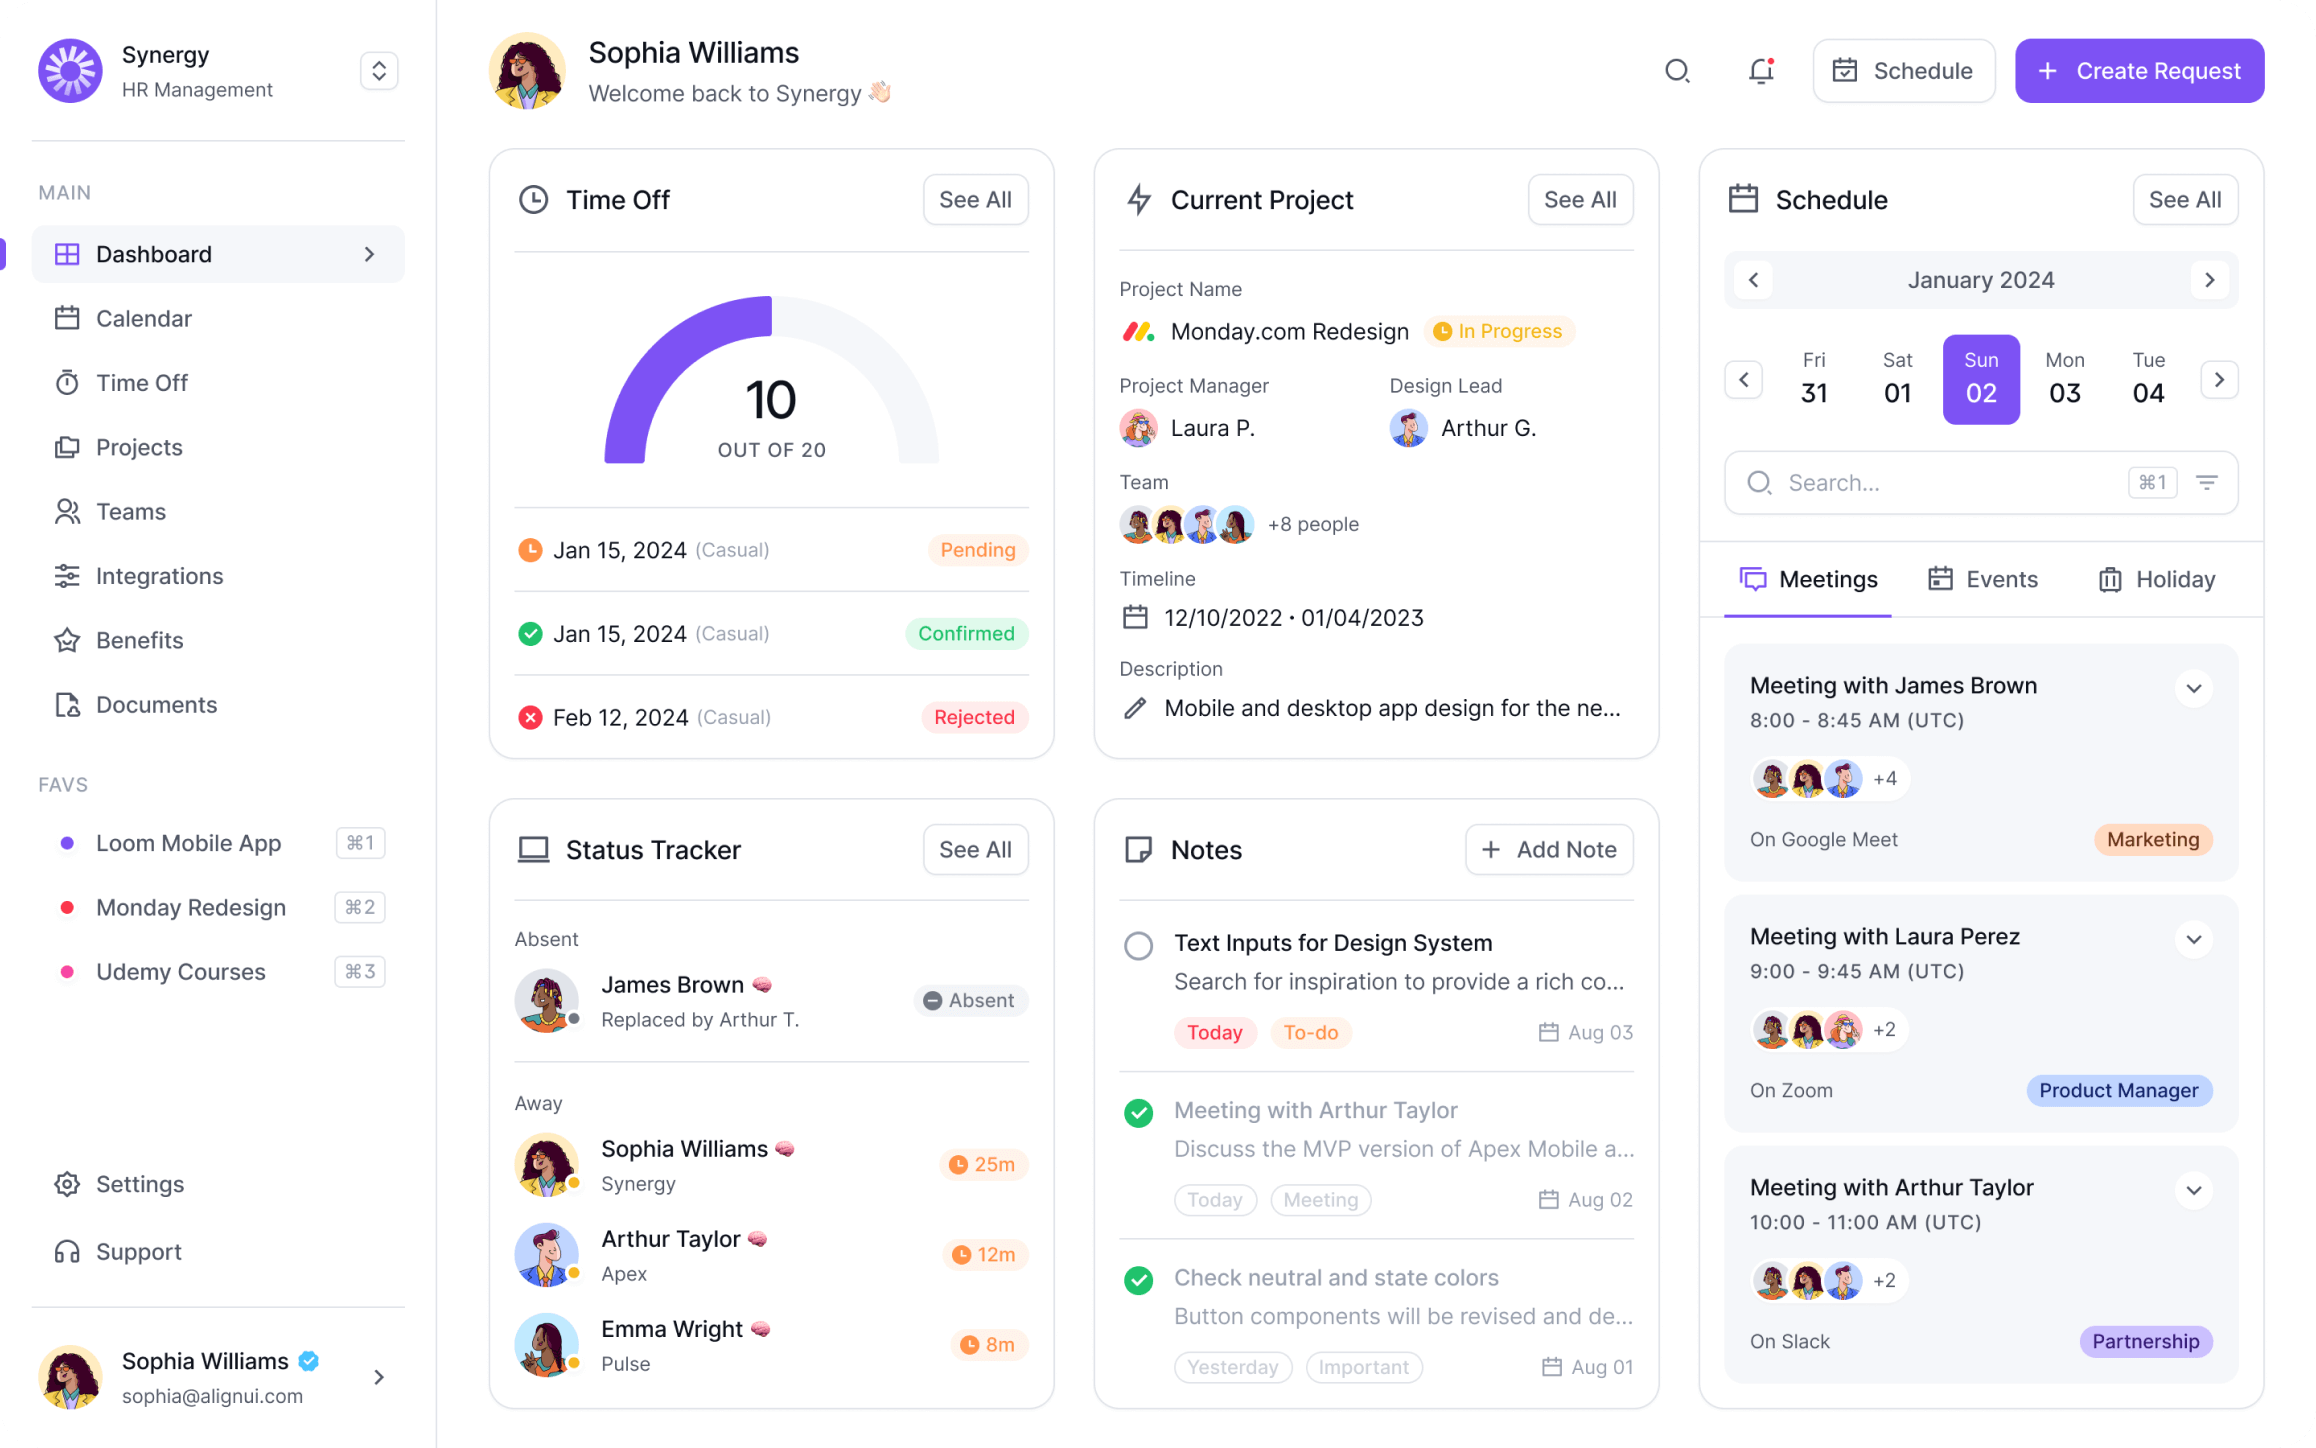 Synergy
HR Management
MAIN
Dashboard
Calendar
Time Off
Projects
Teams
Integrations
Benefits
Documents
FAVS
Loom Mobile App ⌘1
Monday Redesign ⌘2
Udemy Courses ⌘3
Settings
Support
Sophia Williams
sophia@alignui.com
Sophia Williams
Welcome back to Synergy 👋🏻
Schedule
+ Create Request
Time Off See All
10
OUT OF 20
Jan 15, 2024 (Casual) Pending
Jan 15, 2024 (Casual) Confirmed
Feb 12, 2024 (Casual) Rejected
Current Project See All
Project Name
Monday.com Redesign In Progress
Project Manager Design Lead
Laura P. Arthur G.
Team
+8 people
Timeline
12/10/2022 • 01/04/2023
Description
Mobile and desktop app design for the ne...
Status Tracker See All
Absent
James Brown 🧠
Replaced by Arthur T.
Absent
Away
Sophia Williams 🧠
Synergy
25m
Arthur Taylor 🧠
Apex
12m
Emma Wright 🧠
Pulse
8m
Notes + Add Note
Text Inputs for Design System
Search for inspiration to provide a rich co...
Today To-do Aug 03
Meeting with Arthur Taylor
Discuss the MVP version of Apex Mobile a...
Today Meeting Aug 02
Check neutral and state colors
Button components will be revised and de...
Yesterday Important Aug 01
Schedule See All
January 2024
Fri Sat Sun Mon Tue
31 01 02 03 04
Search... ⌘1
Meetings Events Holiday
Meeting with James Brown
8:00 - 8:45 AM (UTC)
+4
On Google Meet Marketing
Meeting with Laura Perez
9:00 - 9:45 AM (UTC)
+2
On Zoom Product Manager
Meeting with Arthur Taylor
10:00 - 11:00 AM (UTC)
+2
On Slack Partnership